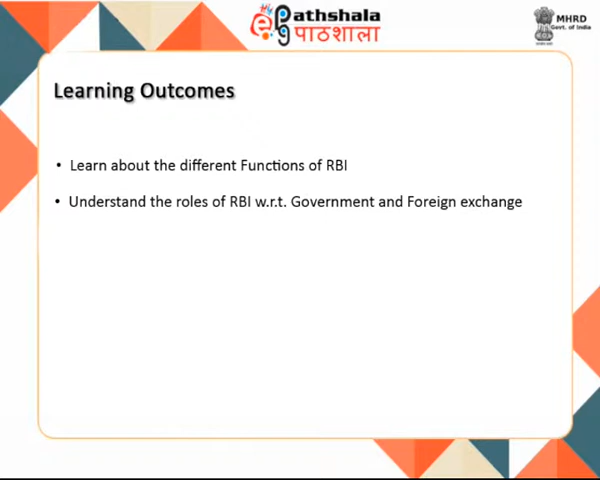 ePathshala
पाठशाला
MHRD
Govt. of India
Learning Outcomes
• Learn about the different Functions of RBI
• Understand the roles of RBI w.r.t. Government and Foreign exchange